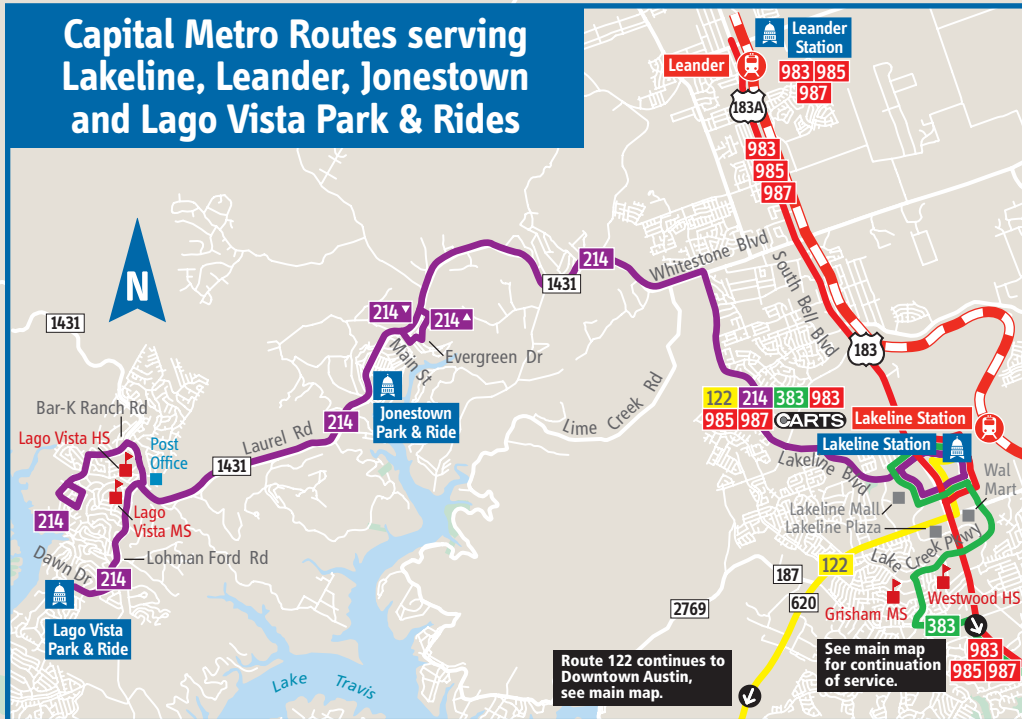 Capital Metro Routes serving
Lakeline, Leander, Jonestown
and Lago Vista Park & Rides
Leander
Leander
Station
983 985
987
183A
983
985
987
N
1431
214
1431
Whitestone Blvd
South Bell Blvd
183
214
214
Evergreen Dr
Main St
Jonestown
Park & Ride
Lime Creek Rd
122 214 383 983
985 987 CARTS
Lakeline Station
Lakeline Station
Lakeline Blvd
Wal
Mart
Lakeline Mall
Lakeline Plaza
Lake Creek Pkwy
Bar-K Ranch Rd
Lago Vista HS
Post
Office
Laurel Rd
214
1431
Lago
Vista MS
214
Dawn Dr
214
Lohman Ford Rd
Lago Vista
Park & Ride
122
187
620
2769
Grisham MS
Westwood HS
383
983
985 987
See main map
for continuation
of service.
Route 122 continues to
Downtown Austin,
see main map.
Lake Travis